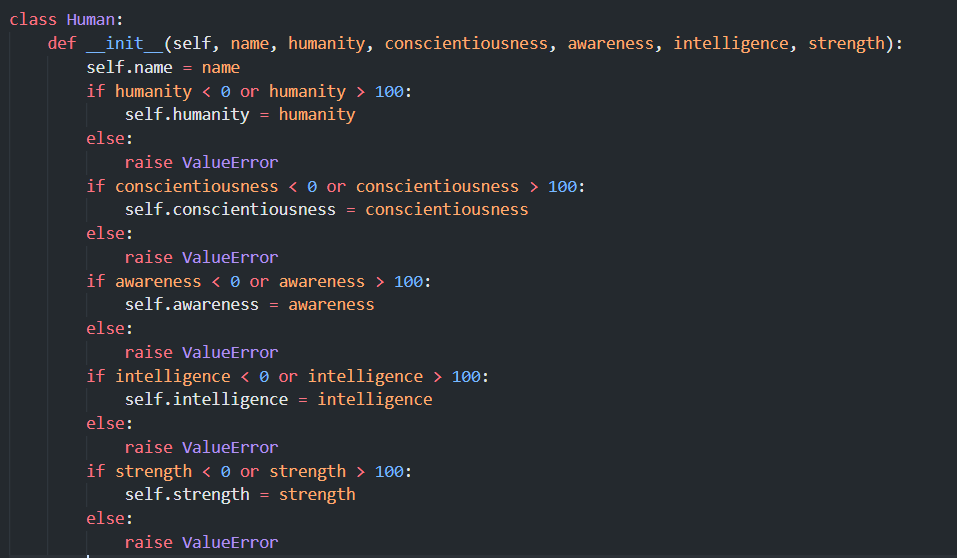 class Human:
    def __init__(self, name, humanity, conscientiousness, awareness, intelligence, strength):
        self.name = name
        if humanity < 0 or humanity > 100:
            self.humanity = humanity
        else:
            raise ValueError
        if conscientiousness < 0 or conscientiousness > 100:
            self.conscientiousness = conscientiousness
        else:
            raise ValueError
        if awareness < 0 or awareness > 100:
            self.awareness = awareness
        else:
            raise ValueError
        if intelligence < 0 or intelligence > 100:
            self.intelligence = intelligence
        else:
            raise ValueError
        if strength < 0 or strength > 100:
            self.strength = strength
        else:
            raise ValueError